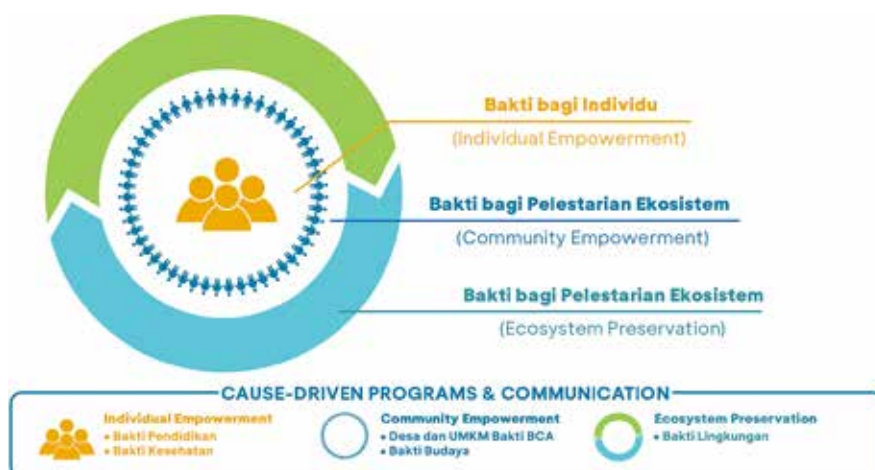 Bakti bagi Individu
(Individual Empowerment)
Bakti bagi Pelestarian Ekosistem
(Community Empowerment)
Bakti bagi Pelestarian Ekosistem
(Ecosystem Preservation)
CAUSE-DRIVEN PROGRAMS & COMMUNICATION
Individual Empowerment
• Bakti Pendidikan
• Bakti Kesehatan
Community Empowerment
• Desa dan UMKM Bakti BCA
• Bakti Budaya
Ecosystem Preservation
• Bakti Lingkungan